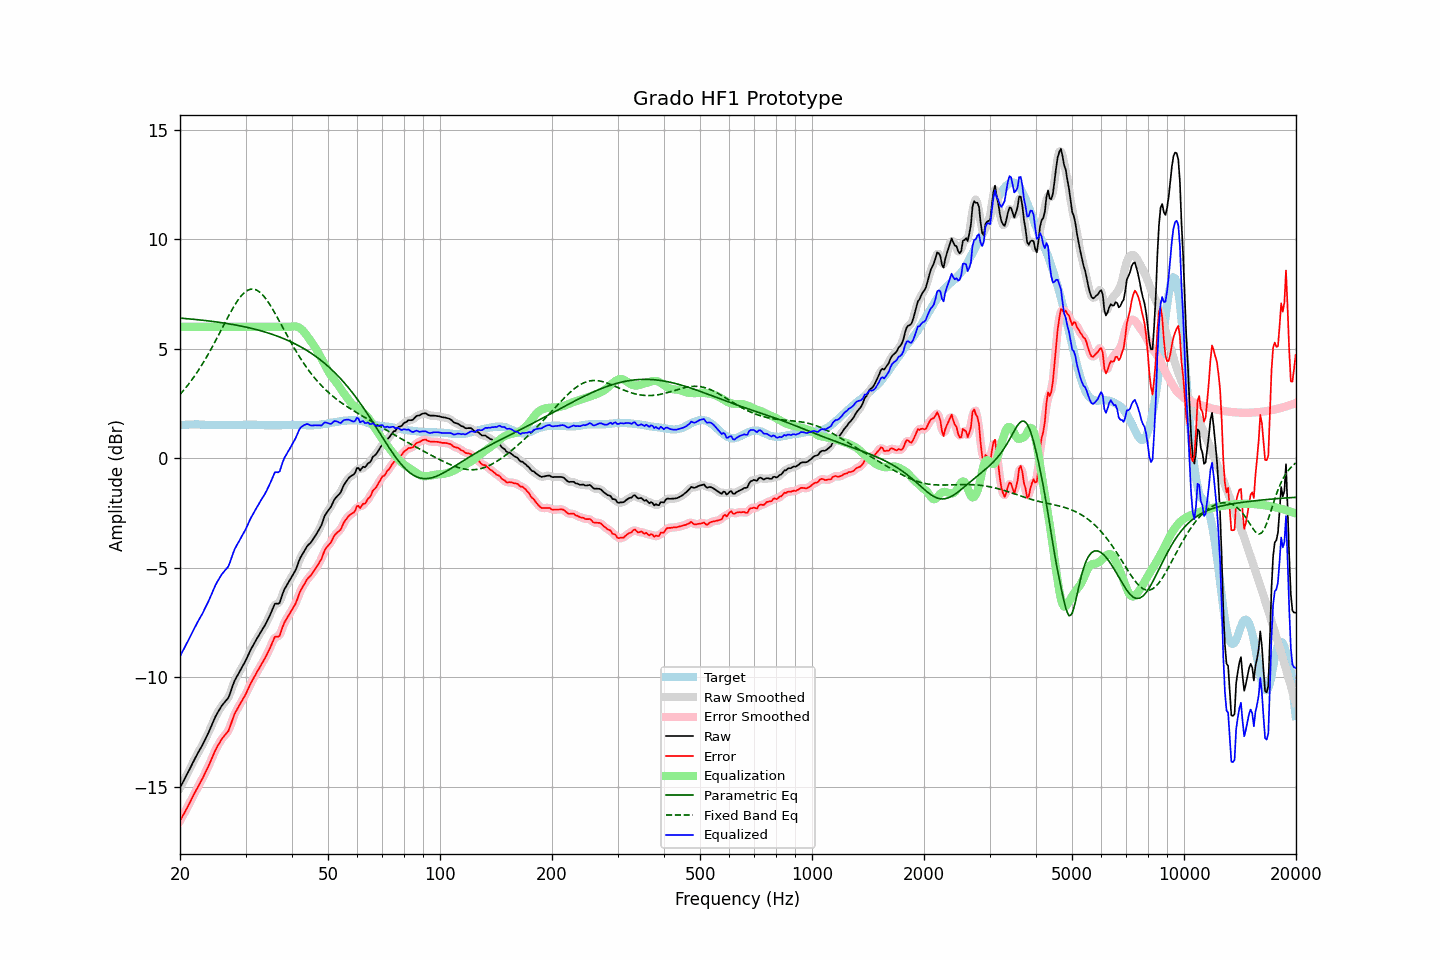 Grado HF1 Prototype
Amplitude (dBr)
15
10
5
0
−5
−10
−15
Target
Raw Smoothed
Error Smoothed
Raw
Error
Equalization
Parametric Eq
Fixed Band Eq
Equalized
20 50 100 200 500 1000 2000 5000 10000 20000
Frequency (Hz)